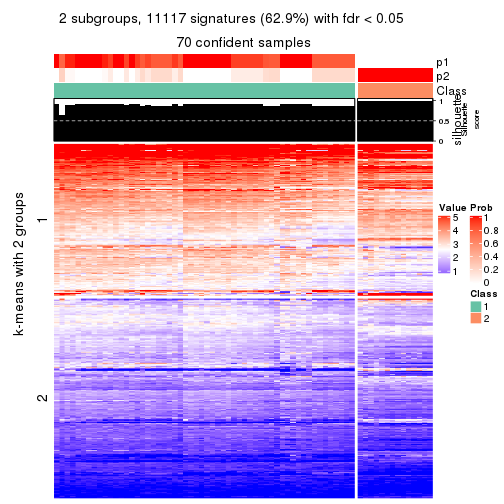 2 subgroups, 11117 signatures (62.9%) with fdr < 0.05
70 confident samples
p1
p2
Class
silhouette
Silhouette
score
1
0.5
0
k-means with 2 groups
1
2
Value
5
4
3
2
1
Prob
1
0.8
0.6
0.4
0.2
0
Class
1
2